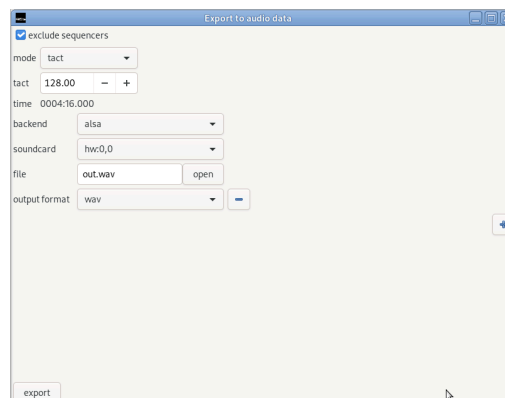 Export to audio data
exclude sequencers
mode tact
tact 128.00
time 0004:16.000
backend alsa
soundcard hw:0,0
file out.wav open
output format wav
export